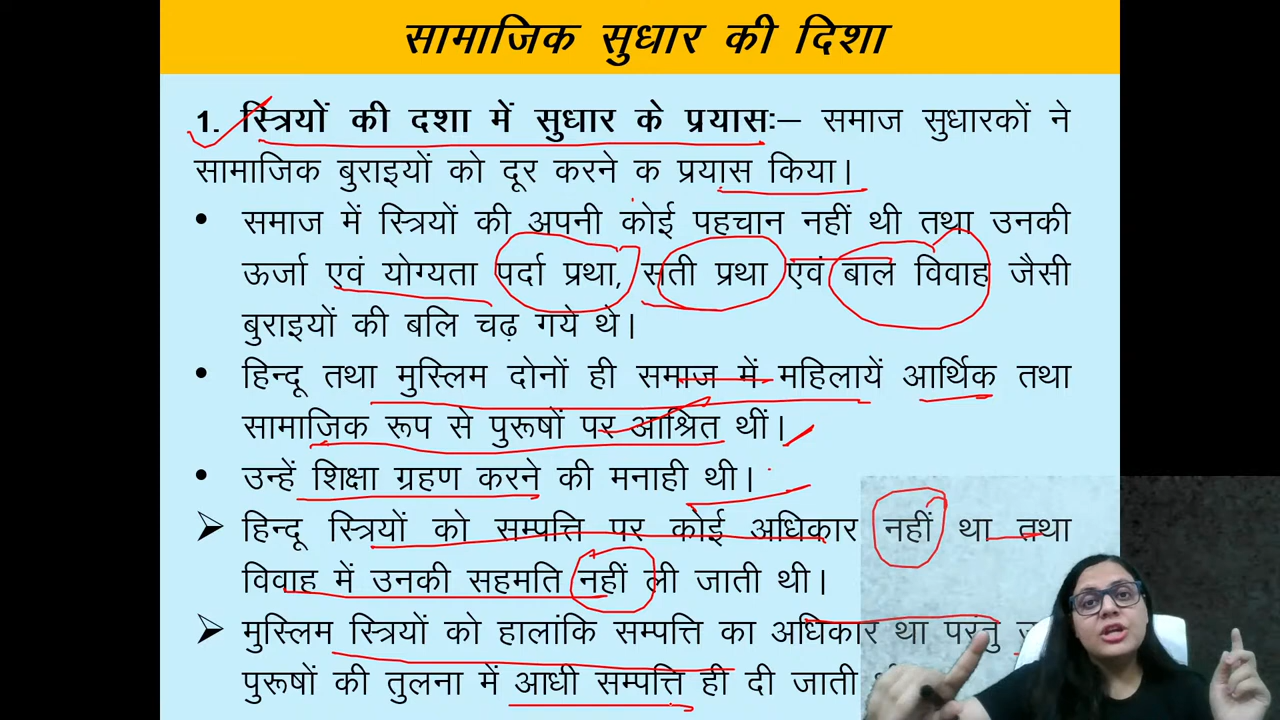 सामाजिक सुधार की दिशा
1. स्त्रियों की दशा में सुधार के प्रयासः– समाज सुधारकों ने
सामाजिक बुराइयों को दूर करने क प्रयास किया।
• समाज में स्त्रियों की अपनी कोई पहचान नहीं थी तथा उनकी
ऊर्जा एवं योग्यता पर्दा प्रथा, सती प्रथा एवं बाल विवाह जैसी
बुराइयों की बलि चढ़ गये थे।
• हिन्दू तथा मुस्लिम दोनों ही समाज में महिलायें आर्थिक तथा
सामाजिक रूप से पुरूषों पर आश्रित थीं।
• उन्हें शिक्षा ग्रहण करने की मनाही थी।
➢ हिन्दू स्त्रियों को सम्पत्ति पर कोई अधिकार नहीं था तथा
विवाह में उनकी सहमति नहीं ली जाती थी।
➢ मुस्लिम स्त्रियों को हालांकि सम्पत्ति का अधिकार था परंतु
पुरूषों की तुलना में आधी सम्पत्ति ही दी जाती